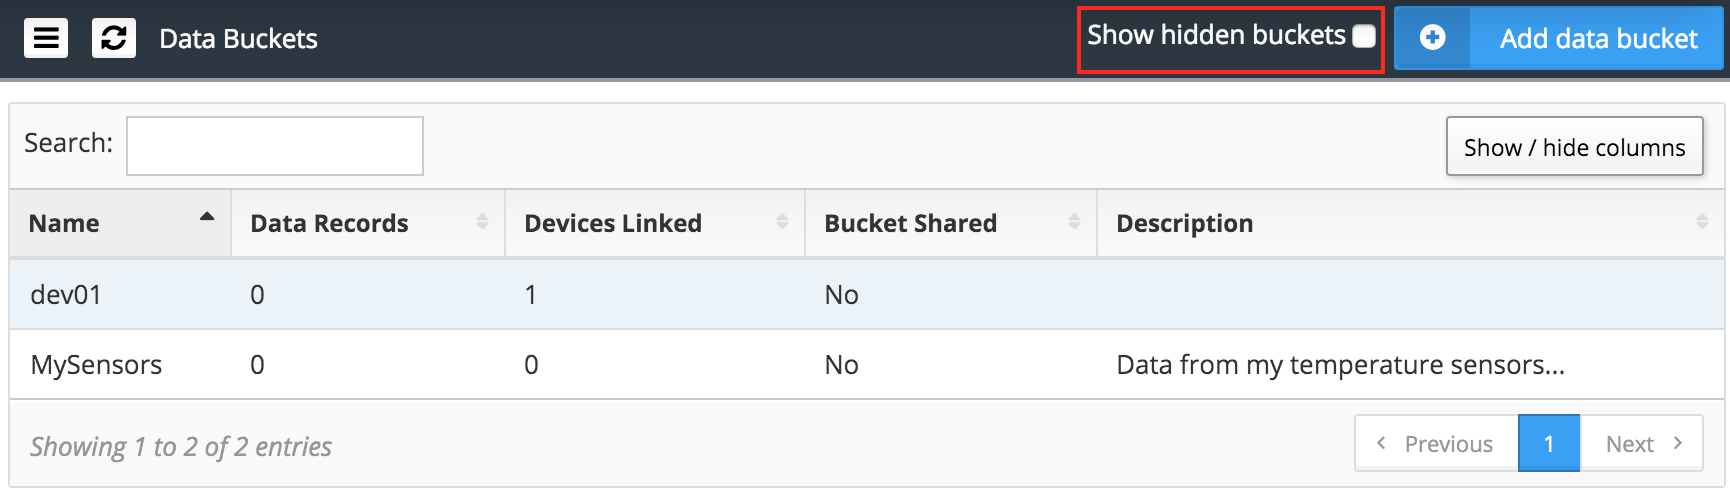 Data Buckets Show hidden buckets Add data bucket
Search: Show / hide columns
Name Data Records Devices Linked Bucket Shared Description
dev01 0 1 No
MySensors 0 0 No Data from my temperature sensors...
Showing 1 to 2 of 2 entries Previous 1 Next